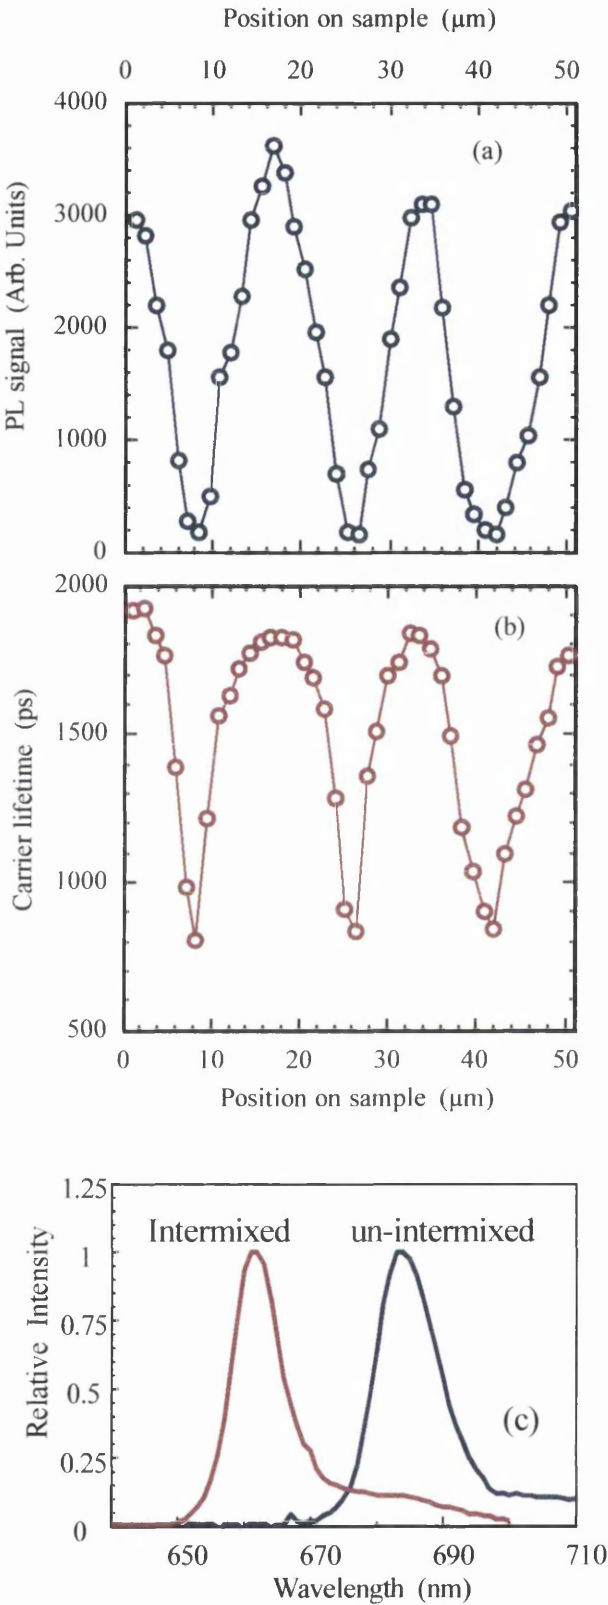 Position on sample (μm)
0 10 20 30 40 50
4000
(a)
3000
2000
1000
0
PL signal (Arb. Units)
2000
(b)
1500
1000
500
Carrier lifetime (ps)
0 10 20 30 40 50
Position on sample (μm)
1.25
Intermixed un-intermixed
1
0.75
0.5
(c)
0.25
0
Relative Intensity
650 670 690 710
Wavelength (nm)